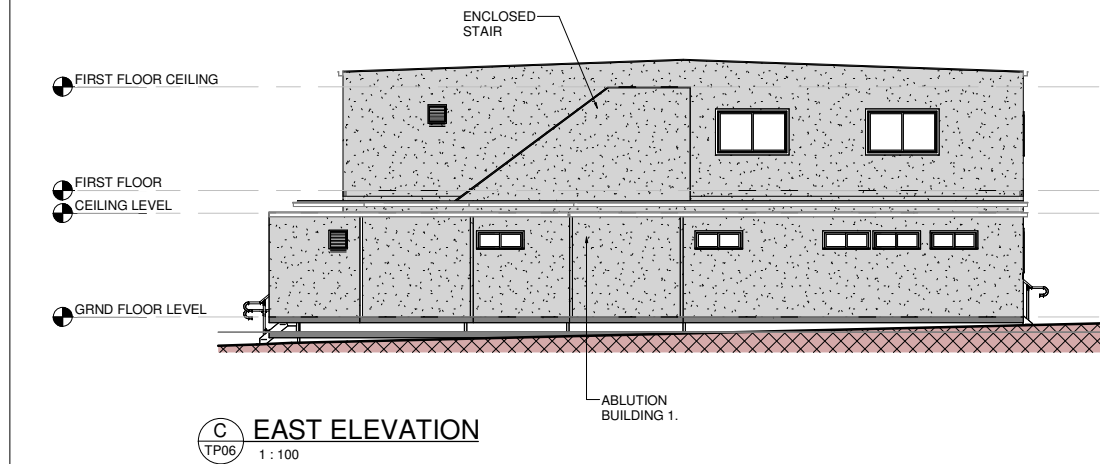 ENCLOSED
STAIR
FIRST FLOOR CEILING
FIRST FLOOR
CEILING LEVEL
GRND FLOOR LEVEL
ABLUTION
BUILDING 1.
C
TP06
EAST ELEVATION
1 : 100